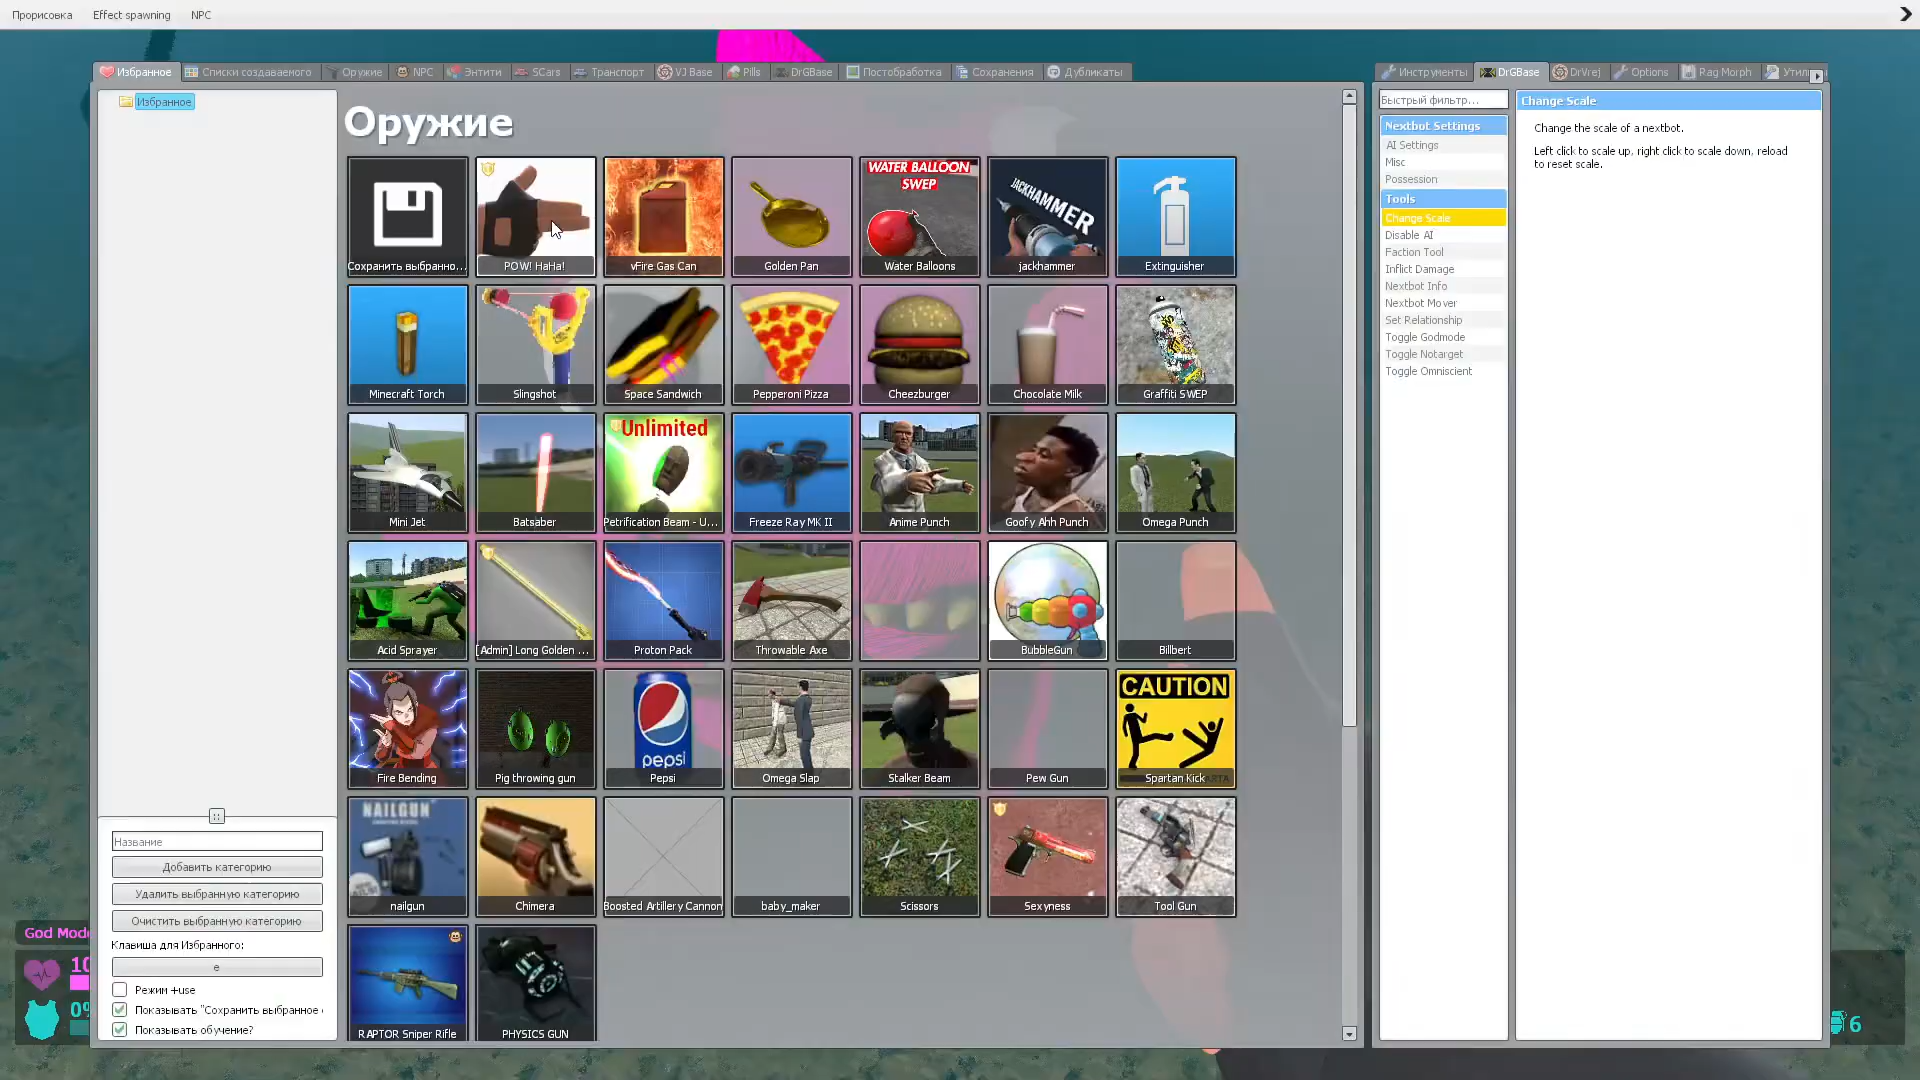 Прорисовка Effect spawning NPC
Избранное Списки создаваемого Оружие NPC Энтити SCars Транспорт VJ Base Pills DrGBase Постобработка Сохранения Дубликаты
Инструменты DrGBase DrVrej Options Rag Morph Утили
Избранное
Оружие
Сохранить выбранно...
POW! HaHa!
vFire Gas Can
Golden Pan
WATER BALLOON
SWEP
Water Balloons
JACKHAMMER
jackhammer
Extinguisher
Minecraft Torch
Slingshot
Space Sandwich
Pepperoni Pizza
Cheezburger
Chocolate Milk
Graffiti SWEP
Mini Jet
Batsaber
Unlimited
Petrification Beam - U...
Freeze Ray MK II
Anime Punch
Goofy Ahh Punch
Omega Punch
Acid Sprayer
[Admin] Long Golden ...
Proton Pack
Throwable Axe
BubbleGun
Billbert
Fire Bending
Pig throwing gun
pepsi
Pepsi
Omega Slap
Stalker Beam
Pew Gun
CAUTION
Spartan Kick
NAILGUN
nailgun
Chimera
Boosted Artillery Cannon
baby_maker
Scissors
Sexyness
Tool Gun
RAPTOR Sniper Rifle
PHYSICS GUN
Название
Добавить категорию
Удалить выбранную категорию
Очистить выбранную категорию
Клавиша для Избранного:
e
Режим +use
Показывать "Сохранить выбранное
Показывать обучение?
God Mod
10
0%
6
Быстрый фильтр...
Nextbot Settings
AI Settings
Misc
Possession
Tools
Change Scale
Disable AI
Faction Tool
Inflict Damage
Nextbot Info
Nextbot Mover
Set Relationship
Toggle Godmode
Toggle Notarget
Toggle Omniscient
Change Scale
Change the scale of a nextbot.
Left click to scale up, right click to scale down, reload
to reset scale.